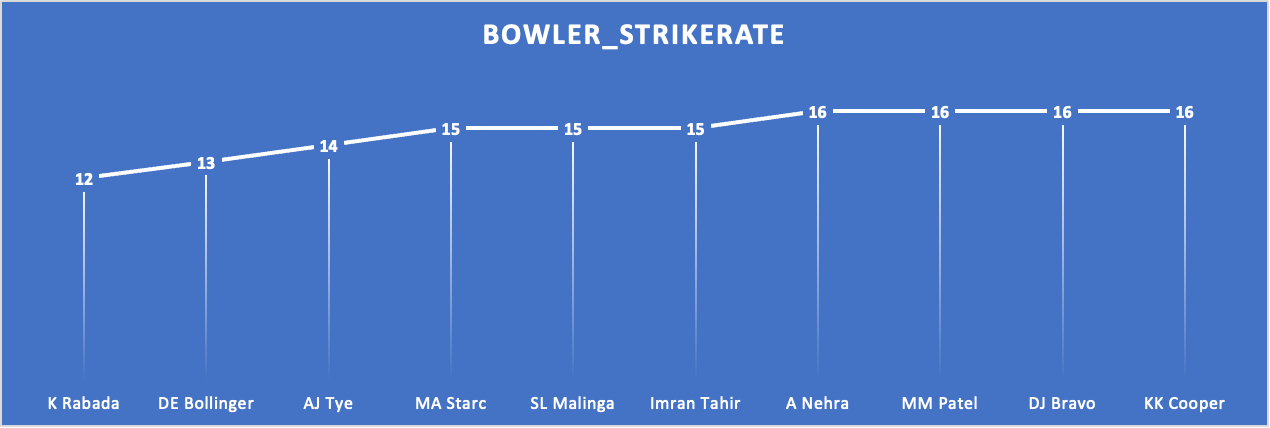 BOWLER_STRIKERATE
12 13 14 15 15 15 16 16 16 16
K Rabada DE Bollinger AJ Tye MA Starc SL Malinga Imran Tahir A Nehra MM Patel DJ Bravo KK Cooper